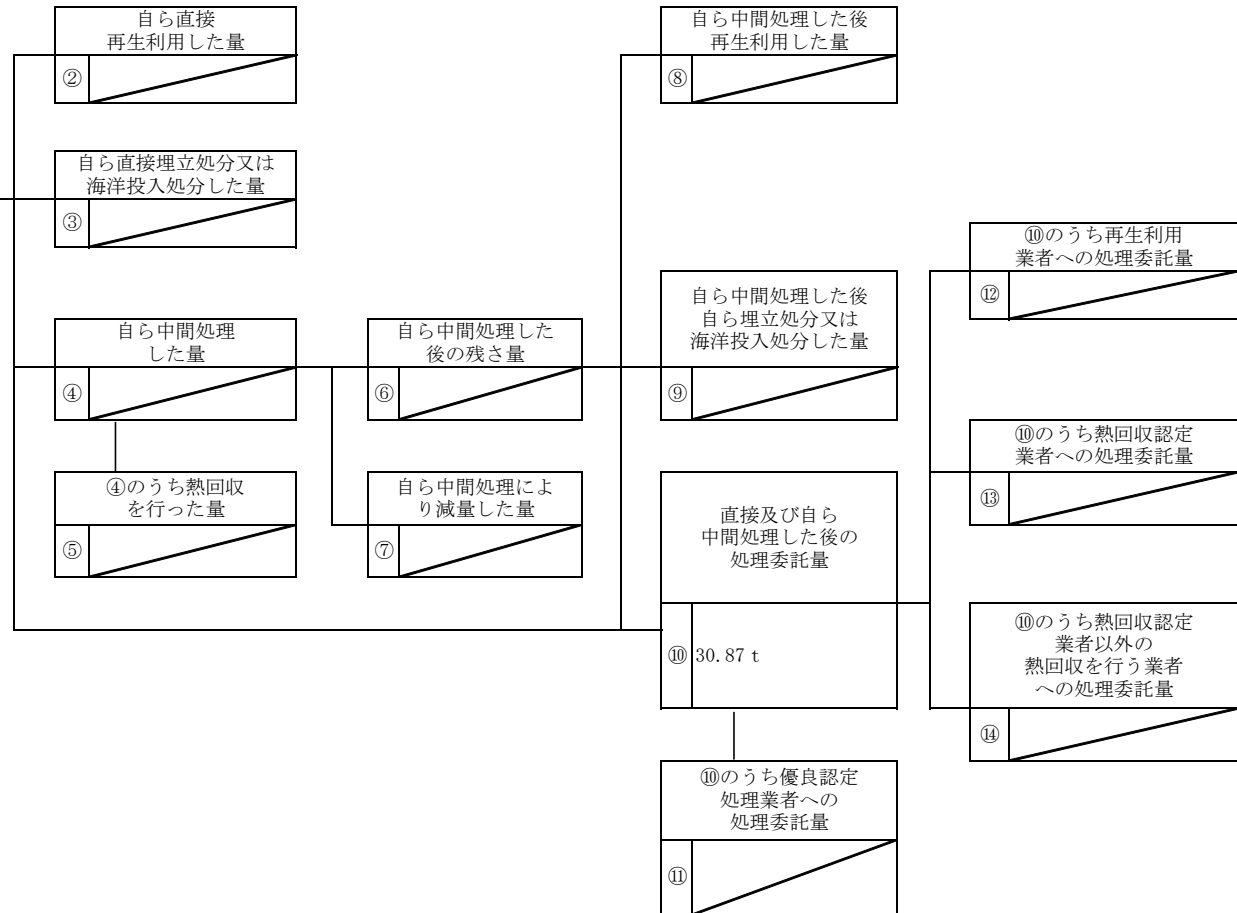 自ら直接
再生利用した量
②
自ら中間処理した後
再生利用した量
⑧
自ら直接埋立処分又は
海洋投入処分した量
③
⑩のうち再生利用
業者への処理委託量
⑫
自ら中間処理
した量
④
自ら中間処理した
後の残さ量
⑥
自ら中間処理した後
自ら埋立処分又は
海洋投入処分した量
⑨
⑩のうち熱回収認定
業者への処理委託量
⑬
④のうち熱回収
を行った量
⑤
自ら中間処理によ
り減量した量
⑦
直接及び自ら
中間処理した後の
処理委託量
⑩ 30.87 t
⑩のうち熱回収認定
業者以外の
熱回収を行う業者
への処理委託量
⑭
⑩のうち優良認定
処理業者への
処理委託量
⑪